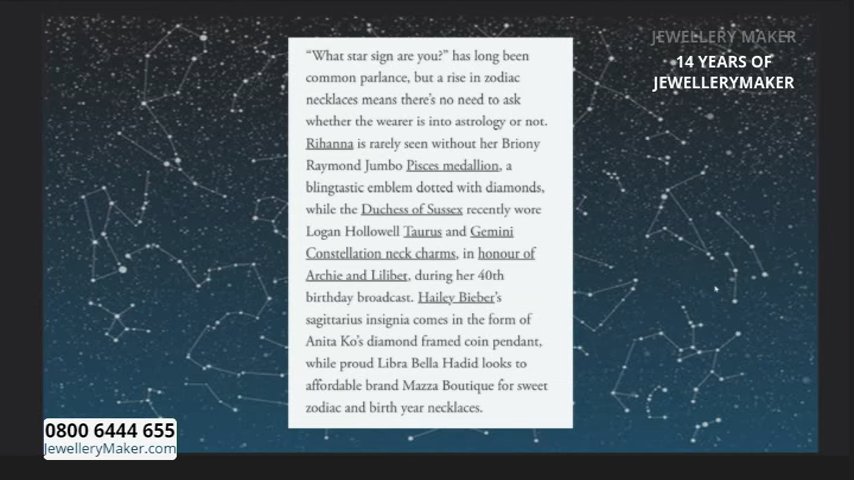 JEWELLERY MAKER
14 YEARS OF
JEWELLERYMAKER
“What star sign are you?” has long been
common parlance, but a rise in zodiac
necklaces means there’s no need to ask
whether the wearer is into astrology or not.
Rihanna is rarely seen without her Briony
Raymond Jumbo Pisces medallion, a
blingtastic emblem dotted with diamonds,
while the Duchess of Sussex recently wore
Logan Hollowell Taurus and Gemini
Constellation neck charms, in honour of
Archie and Lilibet, during her 40th
birthday broadcast. Hailey Bieber’s
sagittarius insignia comes in the form of
Anita Ko’s diamond framed coin pendant,
while proud Libra Bella Hadid looks to
affordable brand Mazza Boutique for sweet
zodiac and birth year necklaces.
0800 6444 655
JewelleryMaker.com